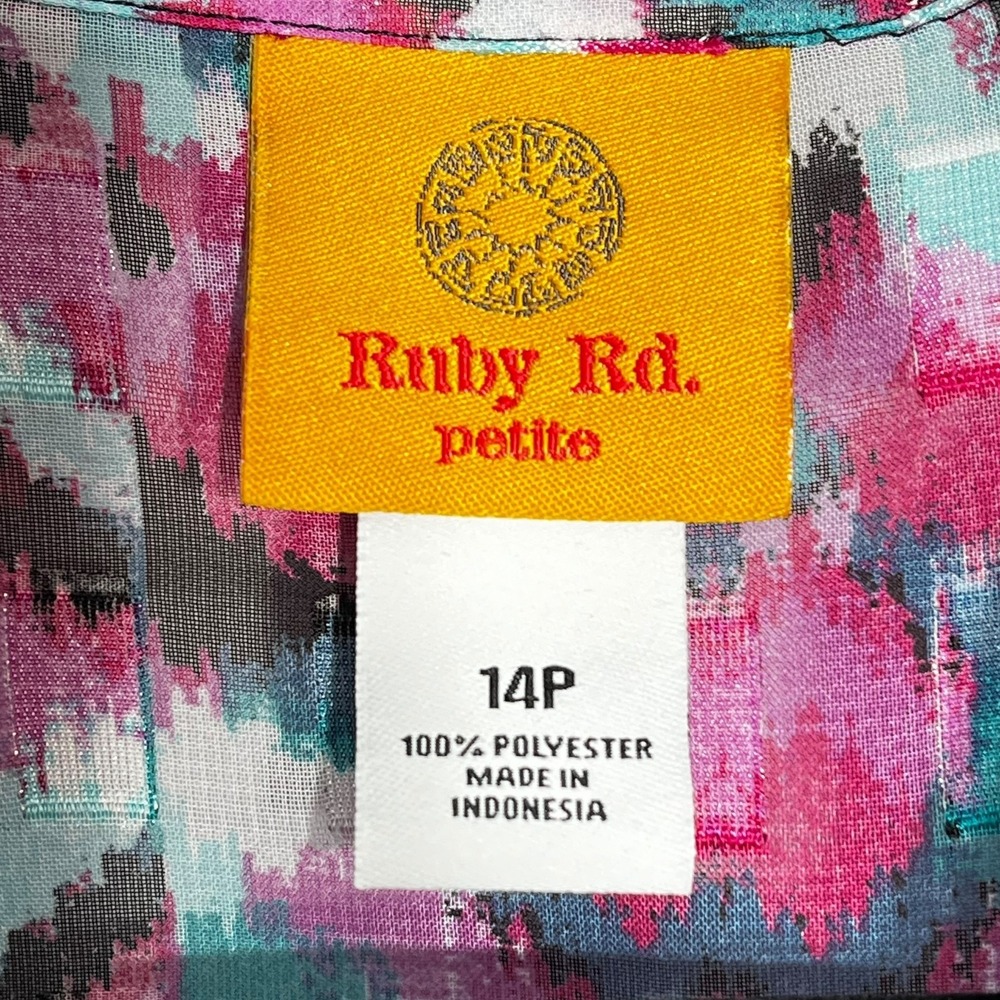 Ruby Rd.
petite
14P
100% POLYESTER
MADE IN
INDONESIA